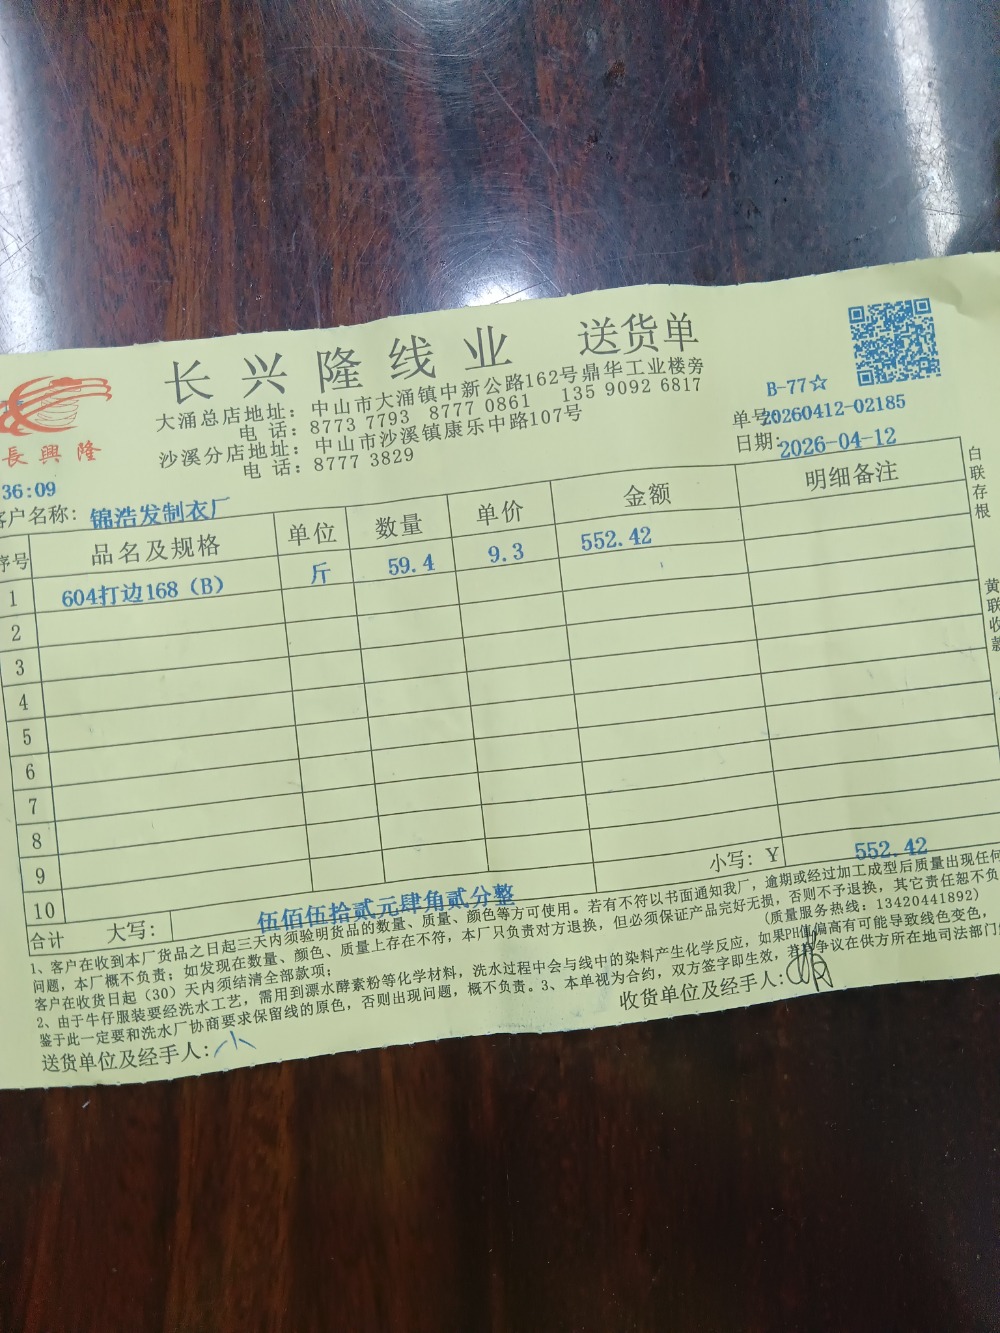 长兴隆线业 送货单
大涌总店地址：中山市大涌镇中新公路162号鼎华工业楼旁
电 话：8773 7793 8777 0861 135 9092 6817
沙溪分店地址：中山市沙溪镇康乐中路107号
电 话：8777 3829
長興隆
B-77☆
单号:20260412-02185
日期:2026-04-12
36:09
客户名称：锦浩发制衣厂
序号 品名及规格 单位 数量 单价 金额 明细备注
1 604打边168（B） 斤 59.4 9.3 552.42
2
3
4
5
6
7
8
9
10
小写：Y 552.42
合计 大写：伍佰伍拾贰元肆角贰分整
1、客户在收到本厂货品之日起三天内须验明货品的数量、质量、颜色等方可使用。若有不符以书面通知我厂，逾期或经过加工成型后质量出现任何
问题，本厂概不负责；如发现在数量、颜色、质量上存在不符，本厂只负责对方退换，但必须保证产品完好无损，否则不予退换，其它责任恕不负
客户在收货日起（30）天内须结清全部款项；
(质量服务热线：13420441892)
2、由于牛仔服装要经洗水工艺，需用到漂水酵素粉等化学材料，洗水过程中会与线中的染料产生化学反应，如果PH值偏高有可能导致线色变色，
鉴于此一定要和洗水厂协商要求保留线的原色，否则出现问题，概不负责。3、本单视为合约，双方签字即生效，若有争议在供方所在地司法部门
送货单位及经手人：小
收货单位及经手人：
白联存根
黄联收款